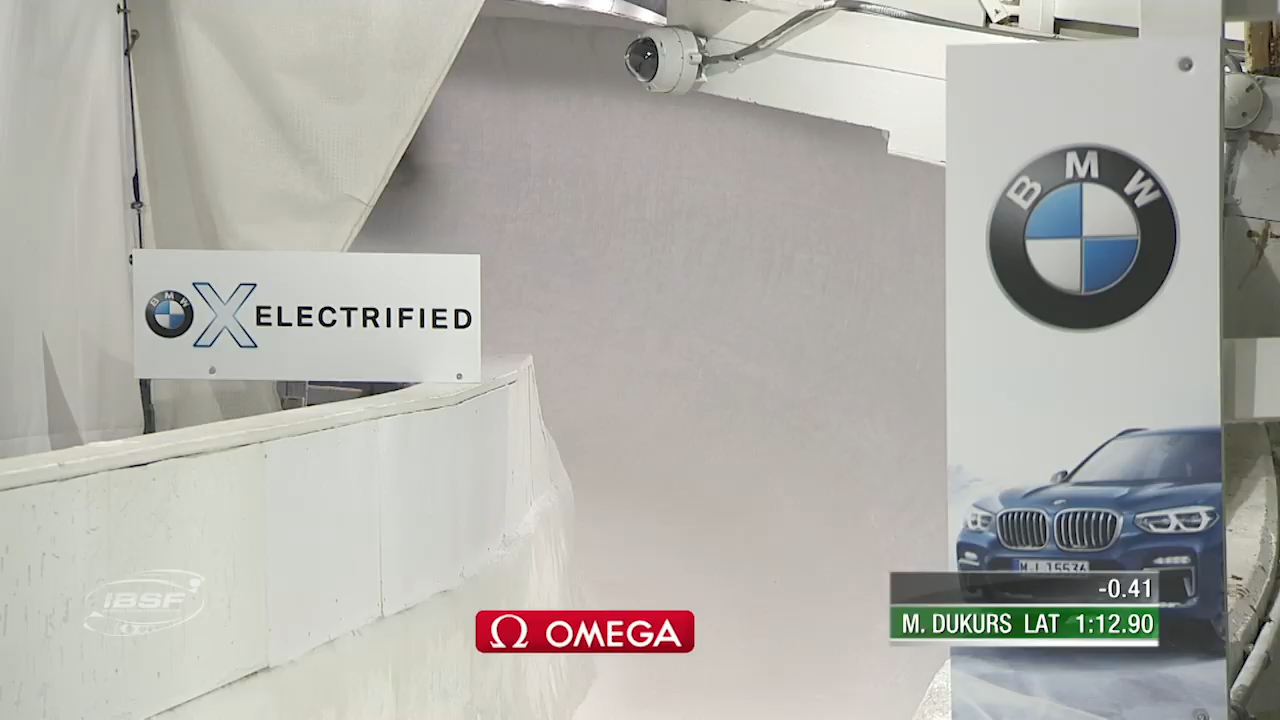 BMW
BMW X ELECTRIFIED
IBSF
Ω OMEGA
-0.41
M. DUKURS LAT 1:12.90